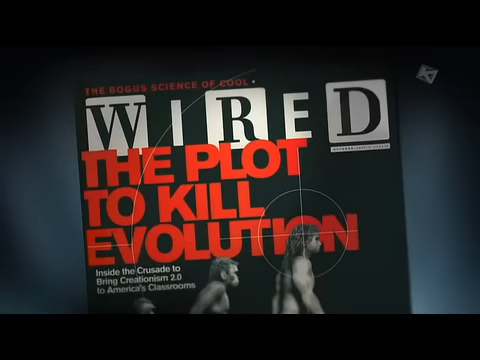 THE BOGUS SCIENCE OF COOL
WIRED
THE PLOT
TO KILL
EVOLUTION
Inside the Crusade to
Bring Creationism 2.0
to America's Classrooms